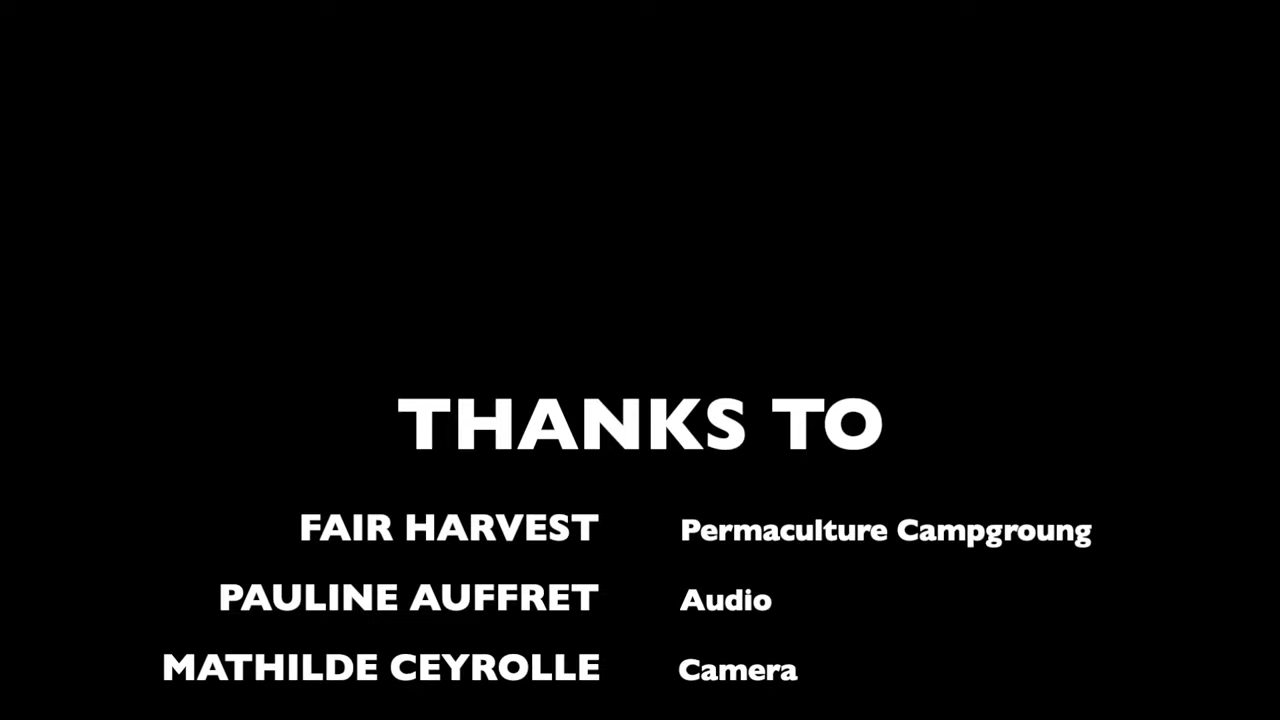 THANKS TO
FAIR HARVEST Permaculture Campgroung
PAULINE AUFFRET Audio
MATHILDE CEYROLLE Camera